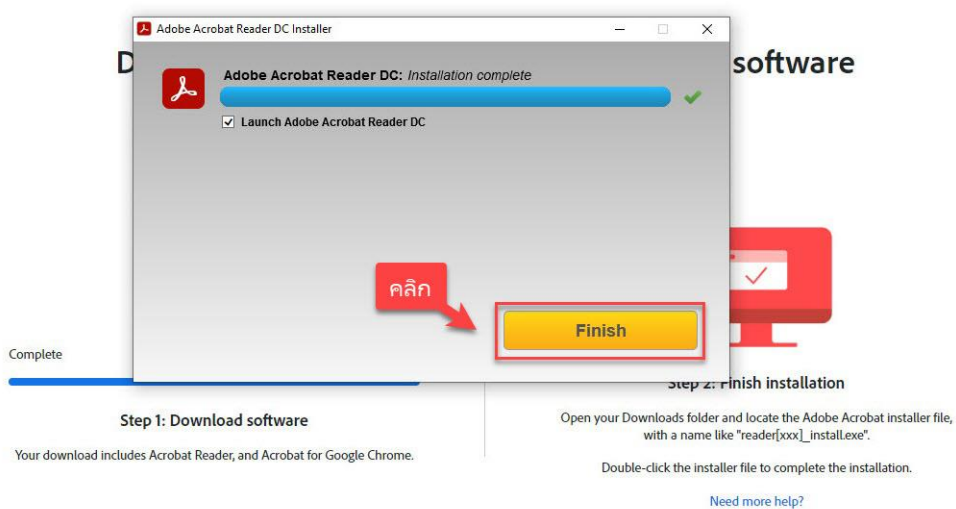 Adobe Acrobat Reader DC Installer
D
software
Adobe Acrobat Reader DC: Installation complete
Launch Adobe Acrobat Reader DC
คลิก
Finish
Complete
Step 1: Download software
Your download includes Acrobat Reader, and Acrobat for Google Chrome.
Step 2: Finish installation
Open your Downloads folder and locate the Adobe Acrobat installer file,
with a name like "reader[xxx]_install.exe".
Double-click the installer file to complete the installation.
Need more help?